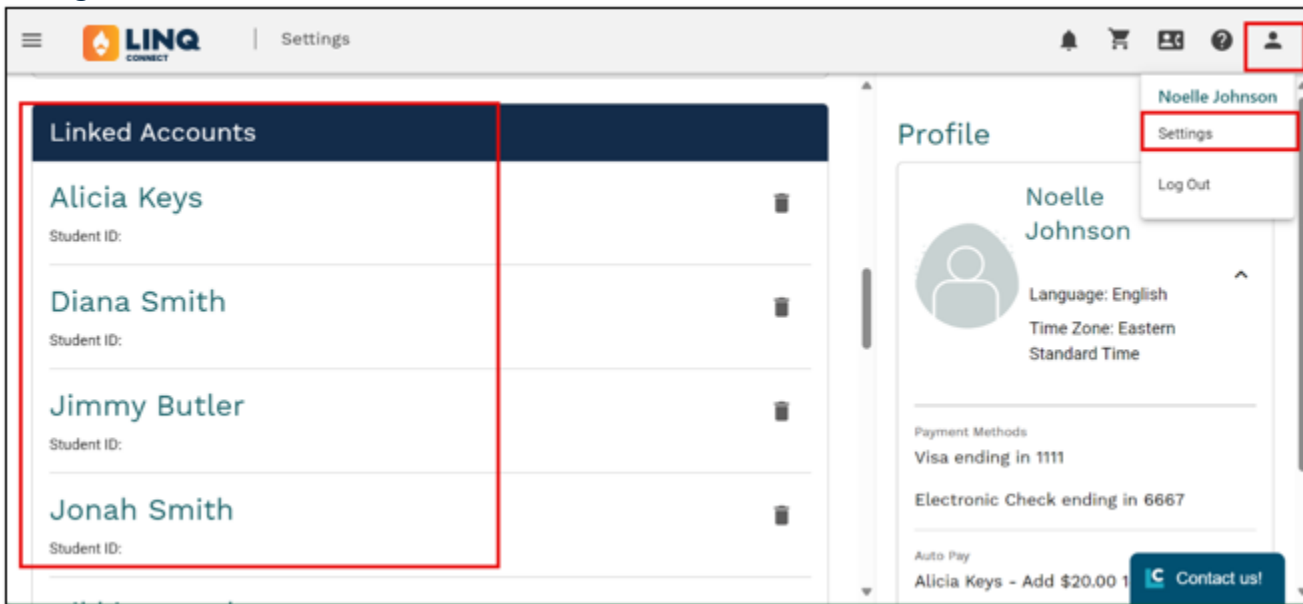 LINQ
CONNECT
Settings
Noelle Johnson
Settings
Log Out
Linked Accounts
Alicia Keys
Student ID:
Diana Smith
Student ID:
Jimmy Butler
Student ID:
Jonah Smith
Student ID:
Profile
Noelle
Johnson
Language: English
Time Zone: Eastern
Standard Time
Payment Methods
Visa ending in 1111
Electronic Check ending in 6667
Auto Pay
Alicia Keys - Add $20.00
Contact us!